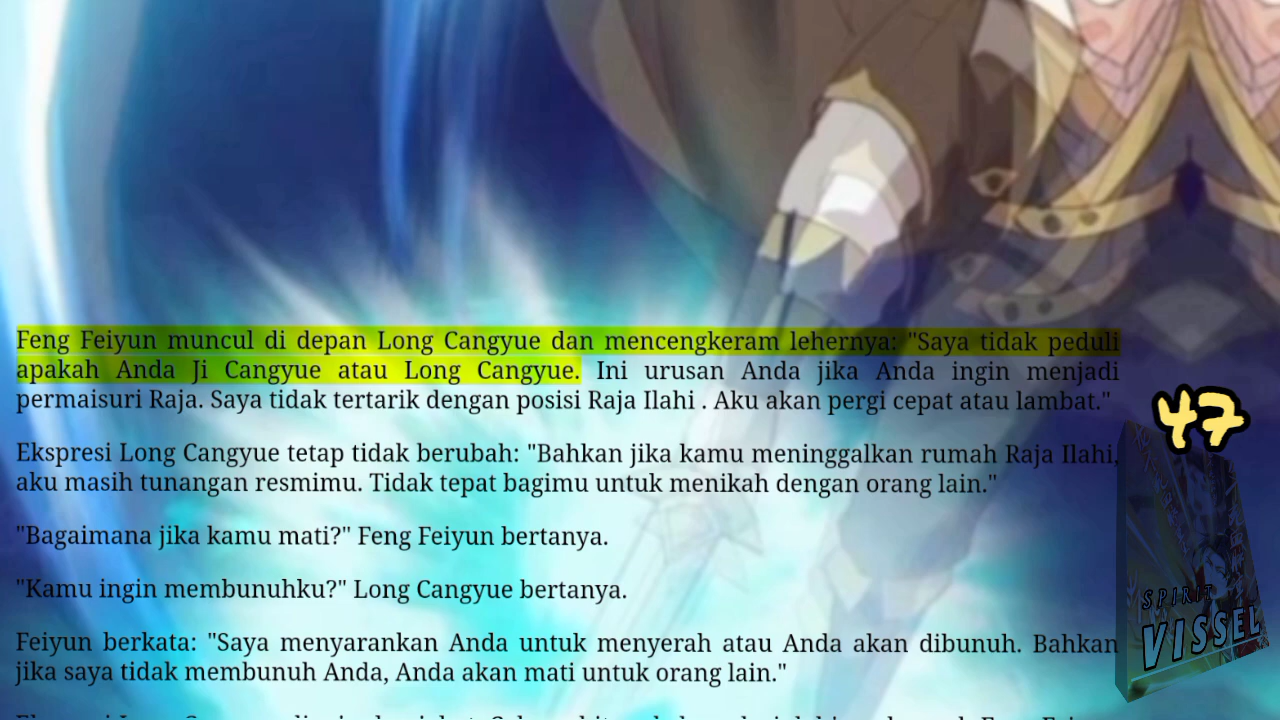 Feng Feiyun muncul di depan Long Cangyue dan mencengkeram lehernya: "Saya tidak peduli
apakah Anda Ji Cangyue atau Long Cangyue. Ini urusan Anda jika Anda ingin menjadi
permaisuri Raja. Saya tidak tertarik dengan posisi Raja Ilahi . Aku akan pergi cepat atau lambat."
Ekspresi Long Cangyue tetap tidak berubah: "Bahkan jika kamu meninggalkan rumah Raja Ilahi,
aku masih tunangan resmimu. Tidak tepat bagimu untuk menikah dengan orang lain."
"Bagaimana jika kamu mati?" Feng Feiyun bertanya.
"Kamu ingin membunuhku?" Long Cangyue bertanya.
Feiyun berkata: "Saya menyarankan Anda untuk menyerah atau Anda akan dibunuh. Bahkan
jika saya tidak membunuh Anda, Anda akan mati untuk orang lain."
47
SPIRIT
VISSEL